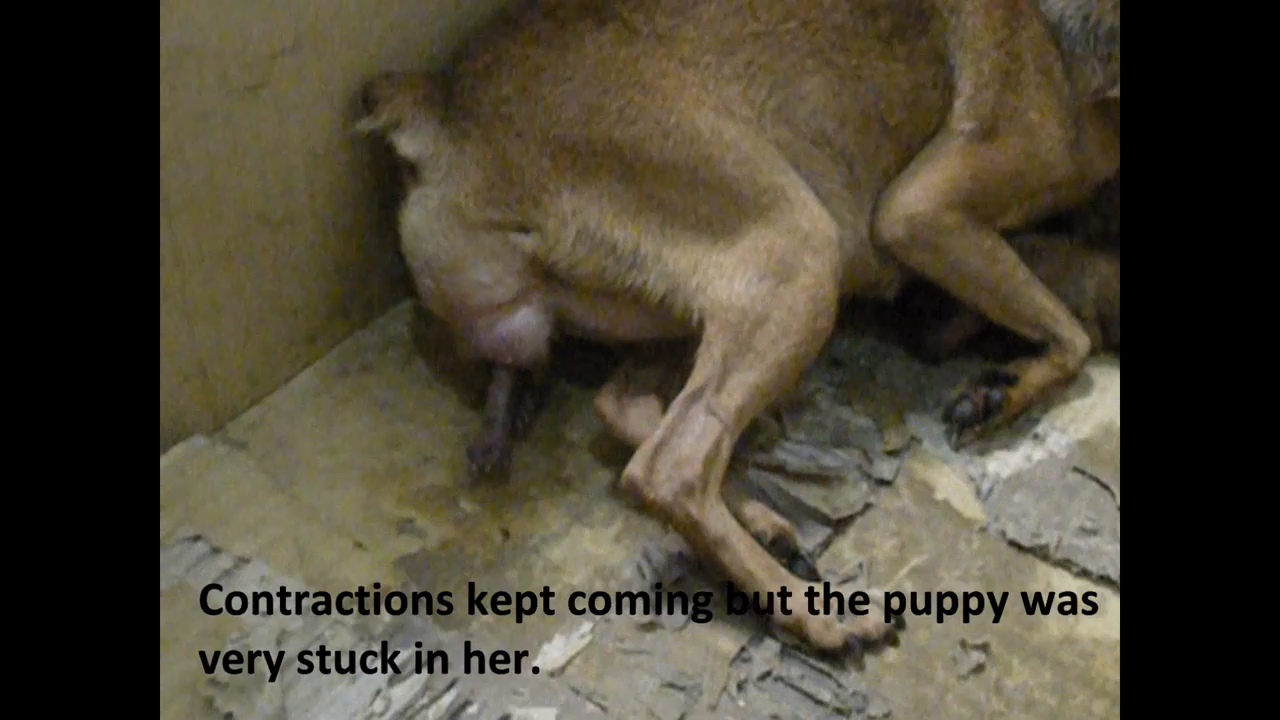 Contractions kept coming but the puppy was
very stuck in her.